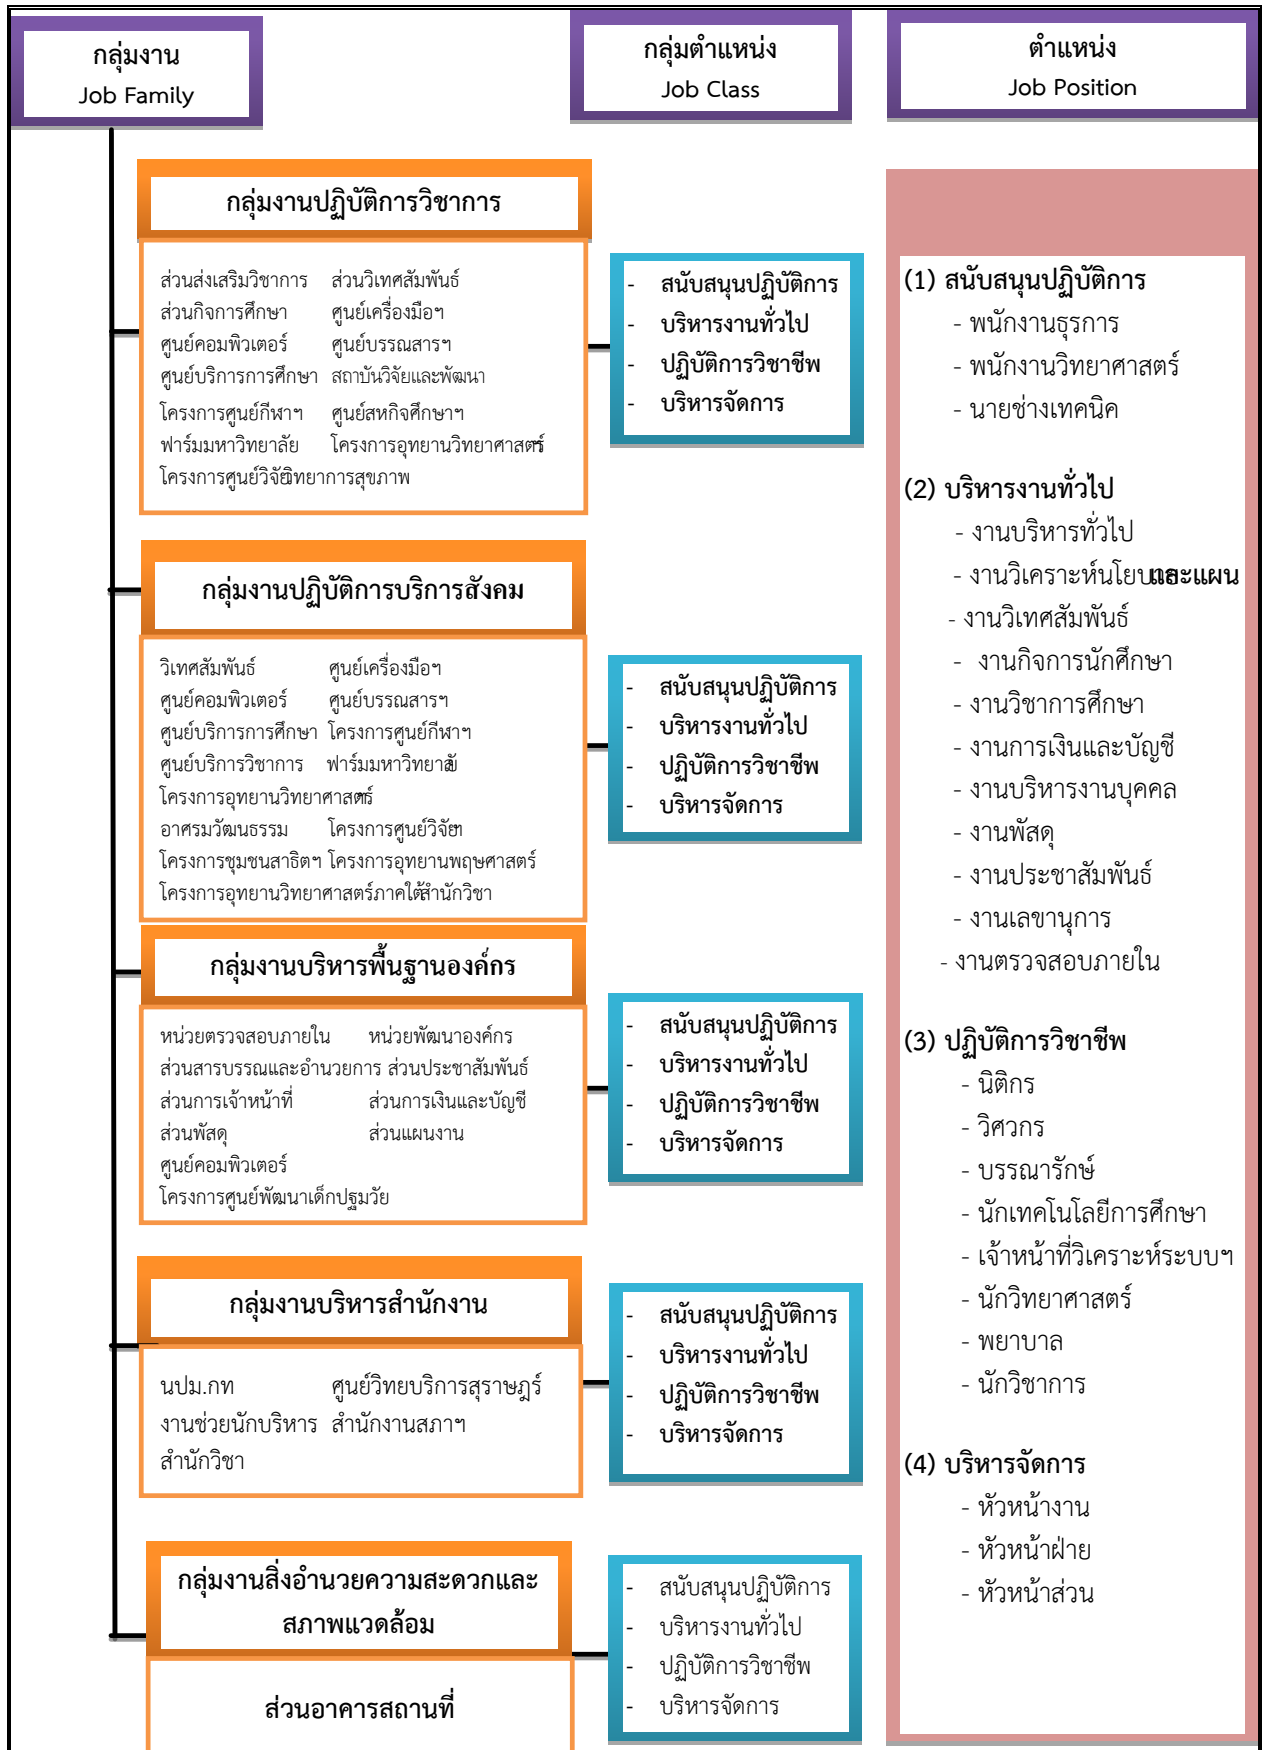 กลุ่มงาน
Job Family
กลุ่มตำแหน่ง
Job Class
ตำแหน่ง
Job Position
กลุ่มงานปฏิบัติการวิชาการ
ส่วนส่งเสริมวิชาการ ส่วนวิเทศสัมพันธ์
ส่วนกิจการศึกษา ศูนย์เครื่องมือฯ
ศูนย์คอมพิวเตอร์ ศูนย์บรรณสารฯ
ศูนย์บริการการศึกษา สถาบันวิจัยและพัฒนา
โครงการศูนย์กีฬาฯ ศูนย์สหกิจศึกษาฯ
ฟาร์มมหาวิทยาลัย โครงการอุทยานวิทยาศาสตร์ฯ
โครงการศูนย์วิจัยวิทยาการสุขภาพ
- สนับสนุนปฏิบัติการ
- บริหารงานทั่วไป
- ปฏิบัติการวิชาชีพ
- บริหารจัดการ
กลุ่มงานปฏิบัติการบริการสังคม
วิเทศสัมพันธ์ ศูนย์เครื่องมือฯ
ศูนย์คอมพิวเตอร์ ศูนย์บรรณสารฯ
ศูนย์บริการการศึกษา โครงการศูนย์กีฬาฯ
ศูนย์บริการวิชาการ ฟาร์มมหาวิทยาลัย
โครงการอุทยานวิทยาศาสตร์ฯ
อาศรมวัฒนธรรม โครงการศูนย์วิจัยฯ
โครงการชุมชนสาธิตฯ โครงการอุทยานพฤษศาสตร์
โครงการอุทยานวิทยาศาสตร์ภาคใต้ สำนักวิชา
- สนับสนุนปฏิบัติการ
- บริหารงานทั่วไป
- ปฏิบัติการวิชาชีพ
- บริหารจัดการ
กลุ่มงานบริหารพื้นฐานองค์กร
หน่วยตรวจสอบภายใน หน่วยพัฒนาองค์กร
ส่วนสารบรรณและอำนวยการ ส่วนประชาสัมพันธ์
ส่วนการเจ้าหน้าที่ ส่วนการเงินและบัญชี
ส่วนพัสดุ ส่วนแผนงาน
ศูนย์คอมพิวเตอร์
โครงการศูนย์พัฒนาเด็กปฐมวัย
- สนับสนุนปฏิบัติการ
- บริหารงานทั่วไป
- ปฏิบัติการวิชาชีพ
- บริหารจัดการ
กลุ่มงานบริหารสำนักงาน
นปม.กท ศูนย์วิทยบริการสุราษฎร์
งานช่วยนักบริหาร สำนักงานสภาฯ
สำนักวิชา
- สนับสนุนปฏิบัติการ
- บริหารงานทั่วไป
- ปฏิบัติการวิชาชีพ
- บริหารจัดการ
กลุ่มงานสิ่งอำนวยความสะดวกและ
สภาพแวดล้อม
ส่วนอาคารสถานที่
- สนับสนุนปฏิบัติการ
- บริหารงานทั่วไป
- ปฏิบัติการวิชาชีพ
- บริหารจัดการ
(1) สนับสนุนปฏิบัติการ
- พนักงานธุรการ
- พนักงานวิทยาศาสตร์
- นายช่างเทคนิค
(2) บริหารงานทั่วไป
- งานบริหารทั่วไป
- งานวิเคราะห์นโยบายและแผน
- งานวิเทศสัมพันธ์
- งานกิจการนักศึกษา
- งานวิชาการศึกษา
- งานการเงินและบัญชี
- งานบริหารงานบุคคล
- งานพัสดุ
- งานประชาสัมพันธ์
- งานเลขานุการ
- งานตรวจสอบภายใน
(3) ปฏิบัติการวิชาชีพ
- นิติกร
- วิศวกร
- บรรณารักษ์
- นักเทคโนโลยีการศึกษา
- เจ้าหน้าที่วิเคราะห์ระบบฯ
- นักวิทยาศาสตร์
- พยาบาล
- นักวิชาการ
(4) บริหารจัดการ
- หัวหน้างาน
- หัวหน้าฝ่าย
- หัวหน้าส่วน